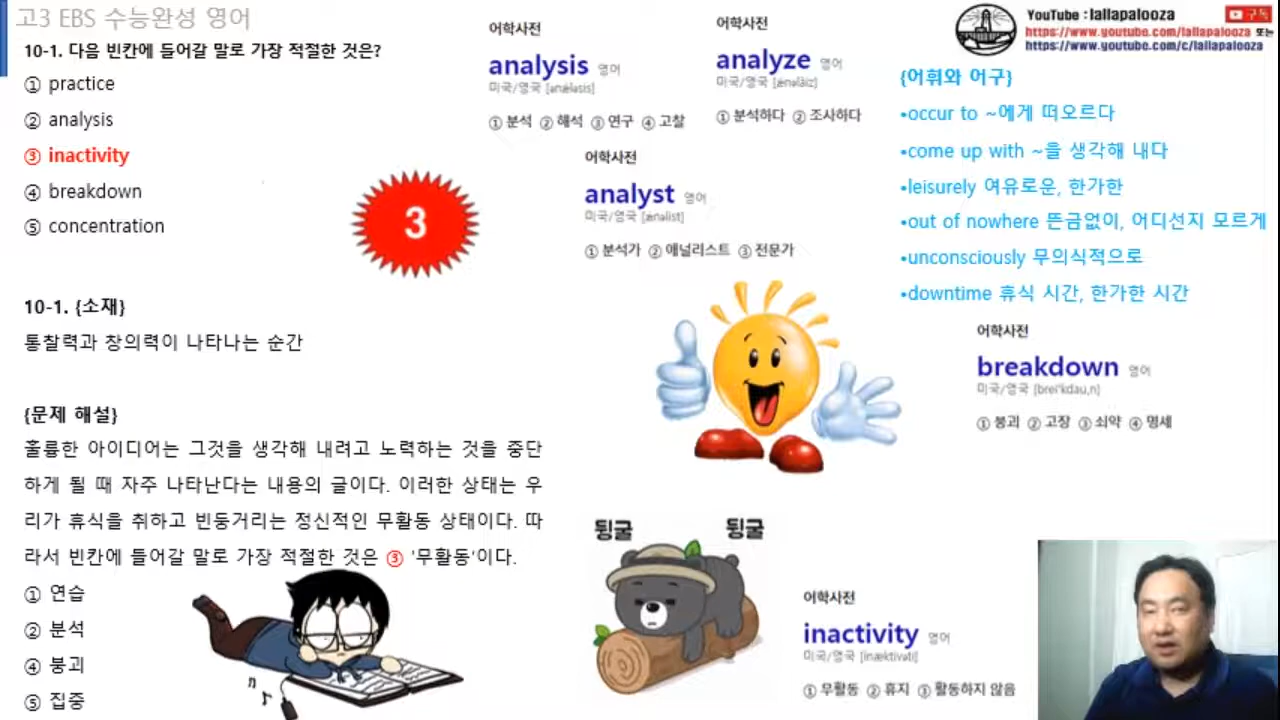 고3 EBS 수능완성 영어
10-1. 다음 빈칸에 들어갈 말로 가장 적절한 것은?
① practice
② analysis
③ inactivity
④ breakdown
⑤ concentration
3
10-1. {소재}
통찰력과 창의력이 나타나는 순간
{문제 해설}
훌륭한 아이디어는 그것을 생각해 내려고 노력하는 것을 중단
하게 될 때 자주 나타난다는 내용의 글이다. 이러한 상태는 우
리가 휴식을 취하고 빈둥거리는 정신적인 무활동 상태이다. 따
라서 빈칸에 들어갈 말로 가장 적절한 것은 ③ '무활동'이다.
① 연습
② 분석
④ 붕괴
⑤ 집중
어학사전
analysis 영어
미국/영국 [ənӕləsis]
① 분석 ② 해석 ③ 연구 ④ 고찰
어학사전
analyze 영어
미국/영국 [ӕnəlàiz]
① 분석하다 ② 조사하다
어학사전
analyst 영어
미국/영국 [ӕnəlist]
① 분석가 ② 애널리스트 ③ 전문가
YouTube : lallapalooza
구독
https://www.youtube.com/lallapalooza 또는
https://www.youtube.com/c/lallapalooza
{어휘와 어구}
•occur to ~에게 떠오르다
•come up with ~을 생각해 내다
•leisurely 여유로운, 한가한
•out of nowhere 뜬금없이, 어디선지 모르게
•unconsciously 무의식적으로
•downtime 휴식 시간, 한가한 시간
어학사전
breakdown 영어
미국/영국 [brei'kdau,n]
① 붕괴 ② 고장 ③ 쇠약 ④ 명세
뒹굴 뒹굴
어학사전
inactivity 영어
미국/영국 [inӕktivəti]
① 무활동 ② 휴지 ③ 활동하지 않음